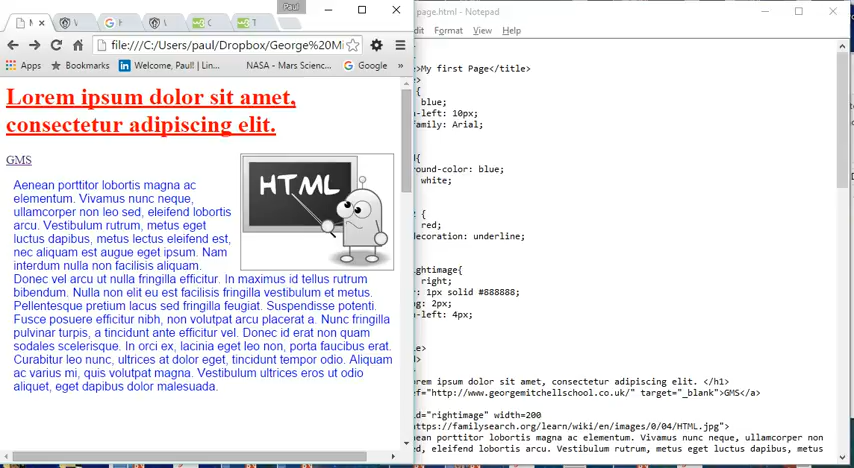 Paul
page.html - Notepad
M
file:///C:/Users/paul/Dropbox/George%20Mi
Apps Bookmarks Welcome, Paul! | Lin... NASA - Mars Scienc... Google »
Lorem ipsum dolor sit amet,
consectetur adipiscing elit.
GMS
HTML
Aenean porttitor lobortis magna ac
elementum. Vivamus nunc neque,
ullamcorper non leo sed, eleifend lobortis
arcu. Vestibulum rutrum, metus eget
luctus dapibus, metus lectus eleifend est,
nec aliquam est augue eget ipsum. Nam
interdum nulla non facilisis aliquam.
Donec vel arcu ut nulla fringilla efficitur. In maximus id tellus rutrum
bibendum. Nulla non elit eu est facilisis fringilla vestibulum et metus.
Pellentesque pretium lacus sed fringilla feugiat. Suspendisse potenti.
Fusce posuere efficitur nibh, non volutpat arcu placerat a. Nunc fringilla
pulvinar turpis, a tincidunt ante efficitur vel. Donec id erat non quam
sodales scelerisque. In orci ex, lacinia eget leo non, porta faucibus erat.
Curabitur leo nunc, ultrices at dolor eget, tincidunt tempor odio. Aliquam
ac varius mi, quis volutpat magna. Vestibulum ultrices eros ut odio
aliquet, eget dapibus dolor malesuada.
dit Format View Help
>My first Page</title>
blue;
-left: 10px;
family: Arial;
round-color: blue;
white;
{
red;
decoration: underline;
ightimage{
right;
: 1px solid #888888;
ng: 2px;
-left: 4px;
le>
orem ipsum dolor sit amet, consectetur adipiscing elit. </h1>
ef="http://www.georgemitchellschool.co.uk/" target="_blank">GMS</a>
id="rightimage" width=200
https://familysearch.org/learn/wiki/en/images/0/04/HTML.jpg">
ean porttitor lobortis magna ac elementum. Vivamus nunc neque, ullamcorper non
ed, eleifend lobortis arcu. Vestibulum rutrum, metus eget luctus dapibus, metus